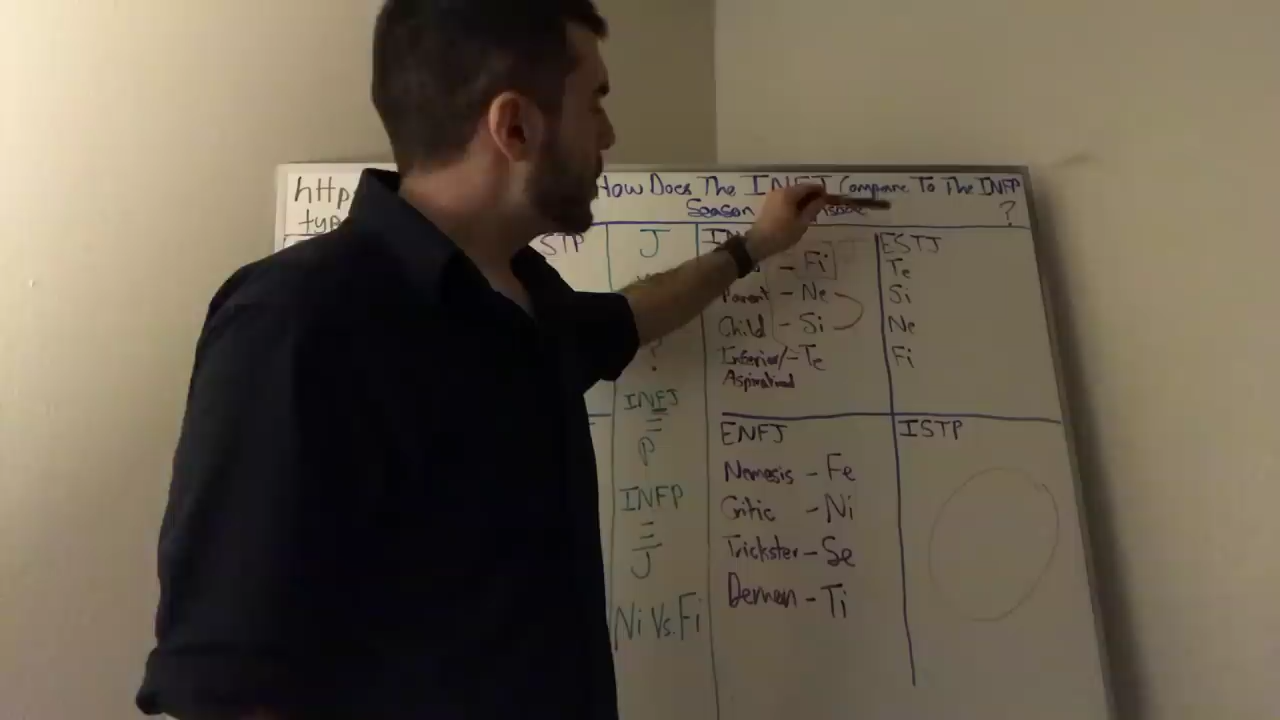 http
How Does The INFJ Compare To The INFP
Season ?
typ
STP
J
?
INFJ
=
P
INFP
=
J
Ni Vs. Fi
IN
- Fi
Parent - Ne
Child - Si
Inferior/ - Te
Aspirational
ESTJ
Te
Si
Ne
Fi
ENFJ
Nemesis - Fe
Critic - Ni
Trickster - Se
Demon - Ti
ISTP